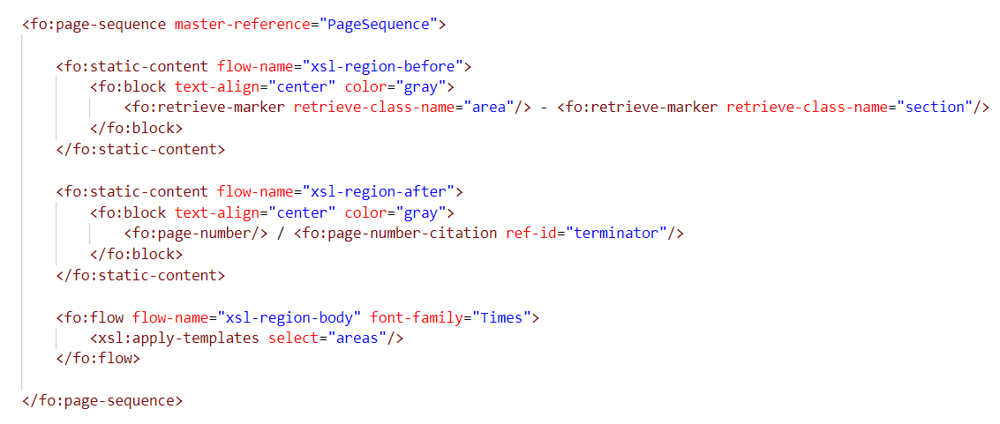 <fo:page-sequence master-reference="PageSequence">
<fo:static-content flow-name="xsl-region-before">
<fo:block text-align="center" color="gray">
<fo:retrieve-marker retrieve-class-name="area"/> - <fo:retrieve-marker retrieve-class-name="section"/>
</fo:block>
</fo:static-content>
<fo:static-content flow-name="xsl-region-after">
<fo:block text-align="center" color="gray">
<fo:page-number/> / <fo:page-number-citation ref-id="terminator"/>
</fo:block>
</fo:static-content>
<fo:flow flow-name="xsl-region-body" font-family="Times">
<xsl:apply-templates select="areas"/>
</fo:flow>
</fo:page-sequence>